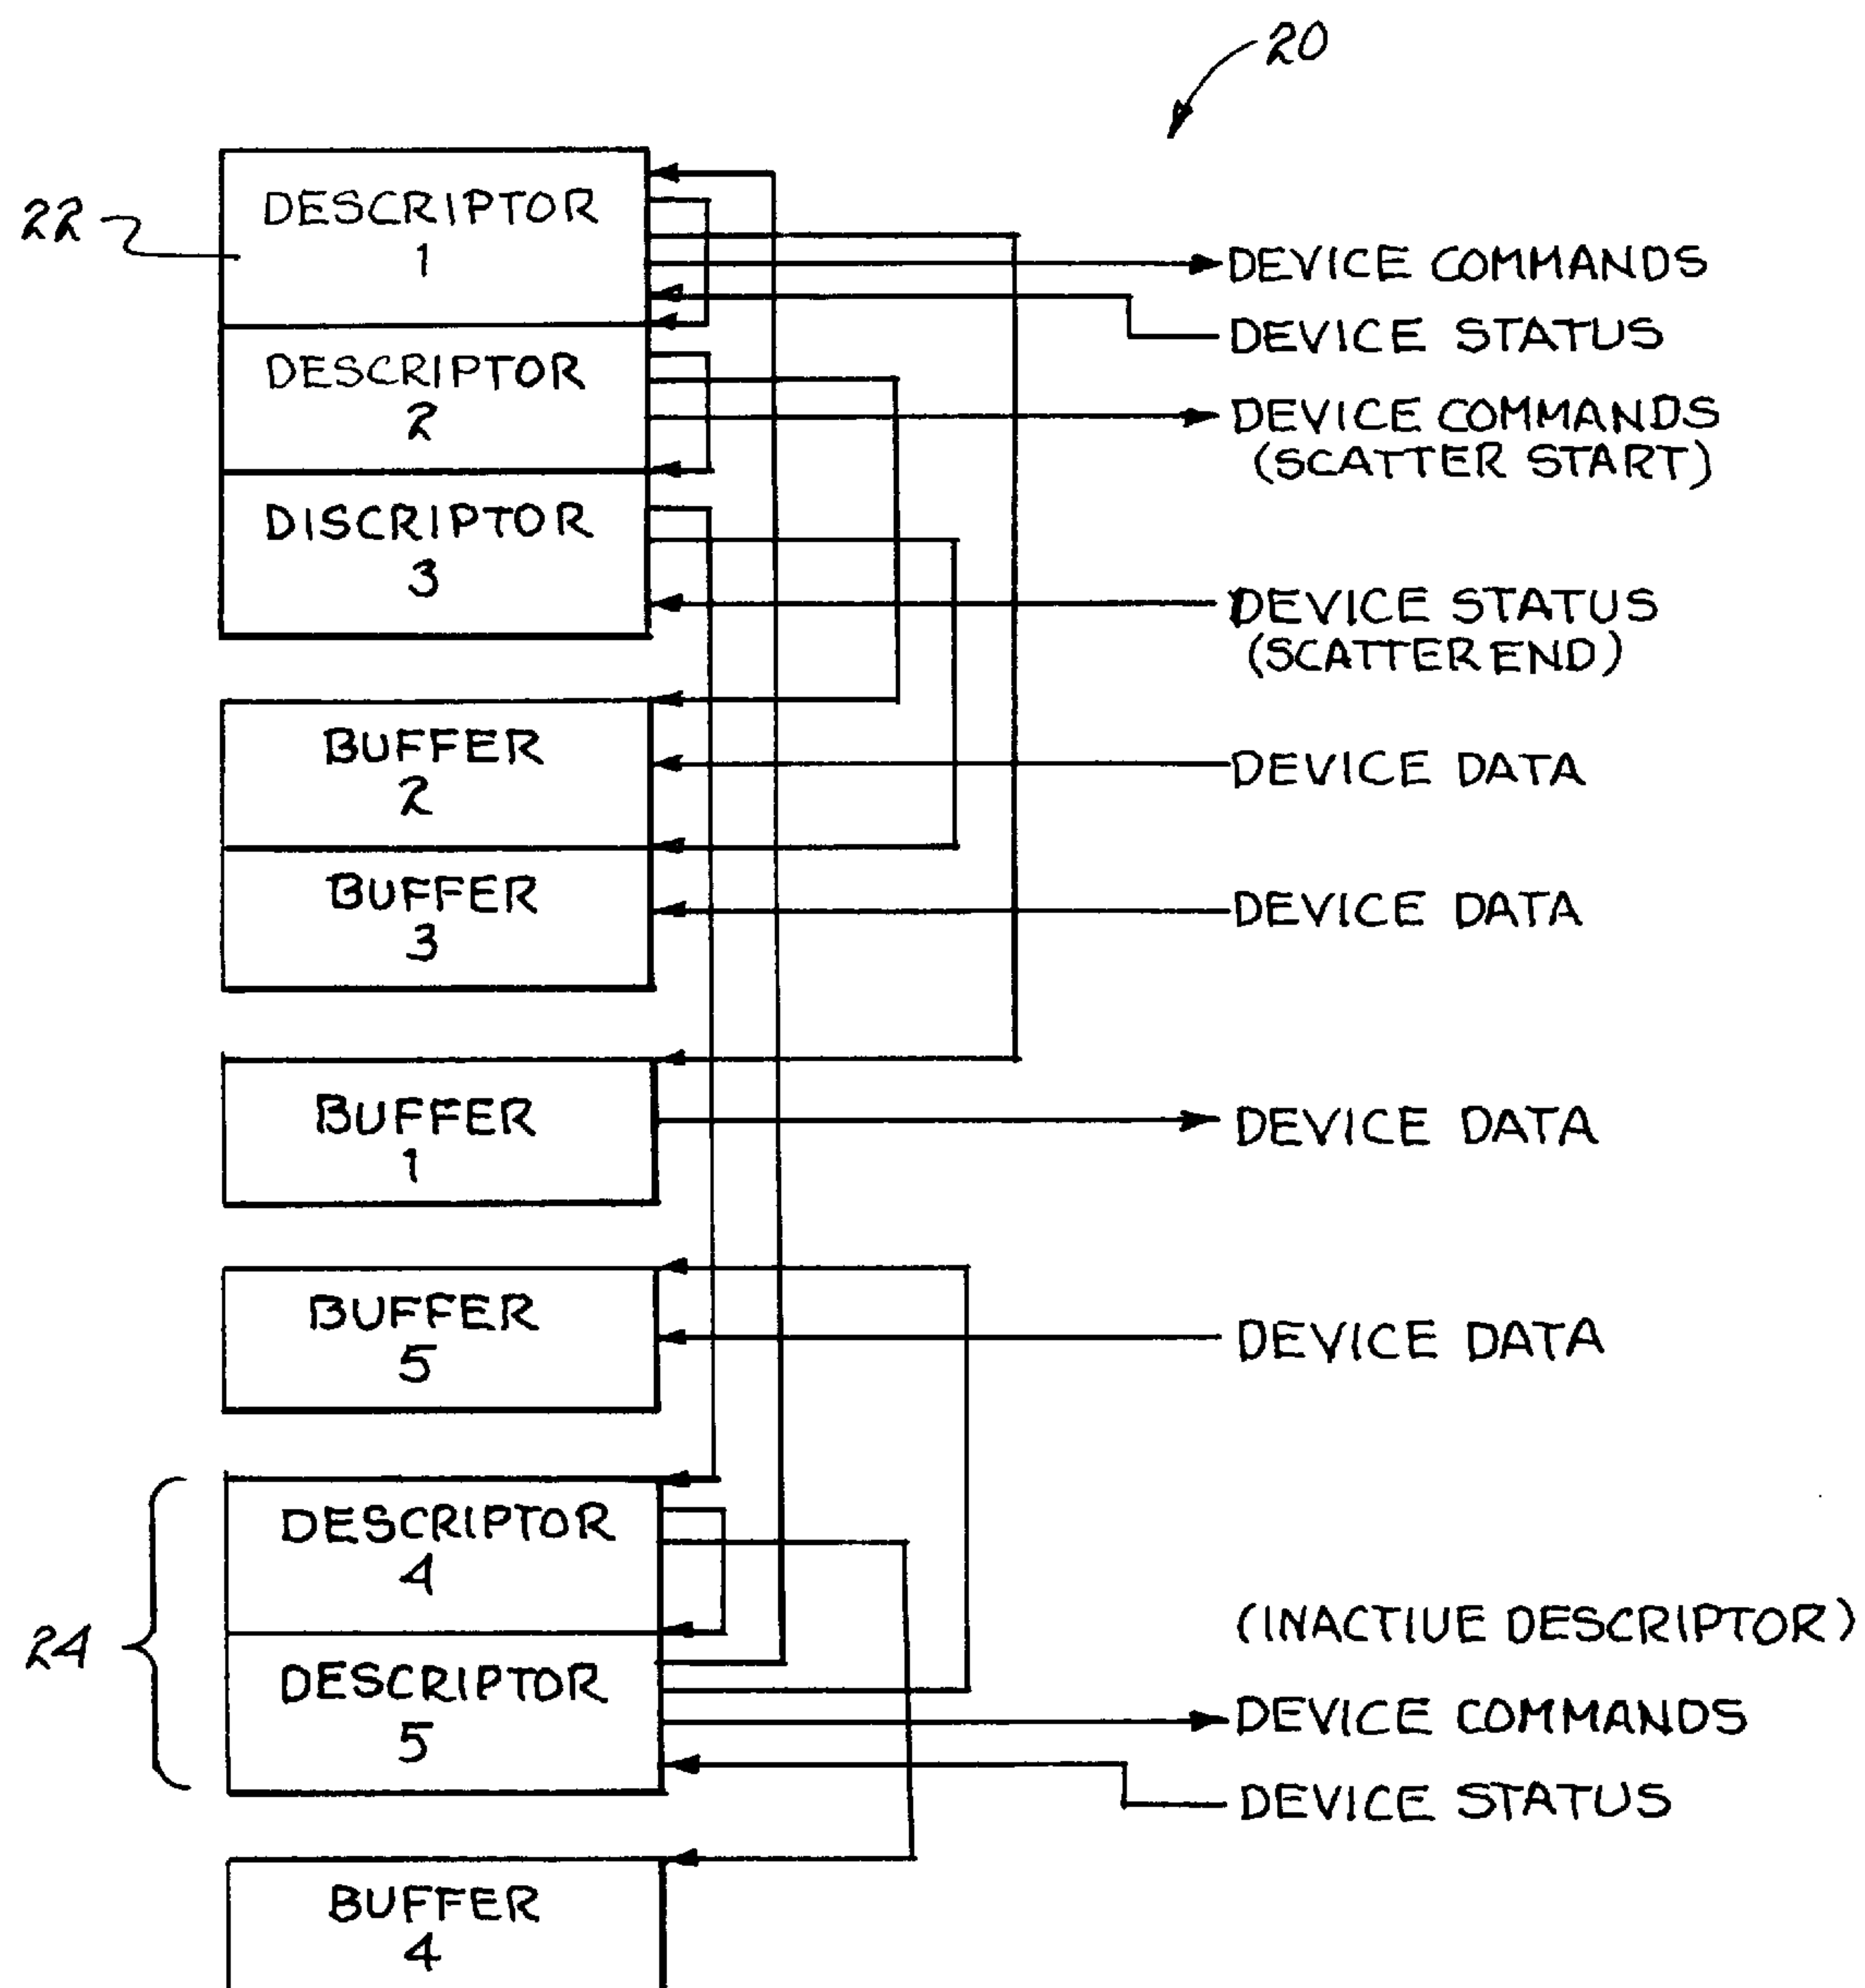 20
22
DESCRIPTOR
1
DEVICE COMMANDS
DEVICE STATUS
DESCRIPTOR
2
DEVICE COMMANDS
(SCATTER START)
DISCRIPTOR
3
DEVICE STATUS
(SCATTER END)
BUFFER
2
DEVICE DATA
BUFFER
3
DEVICE DATA
BUFFER
1
DEVICE DATA
BUFFER
5
DEVICE DATA
24
DESCRIPTOR
4
(INACTIVE DESCRIPTOR)
DESCRIPTOR
5
DEVICE COMMANDS
DEVICE STATUS
BUFFER
4